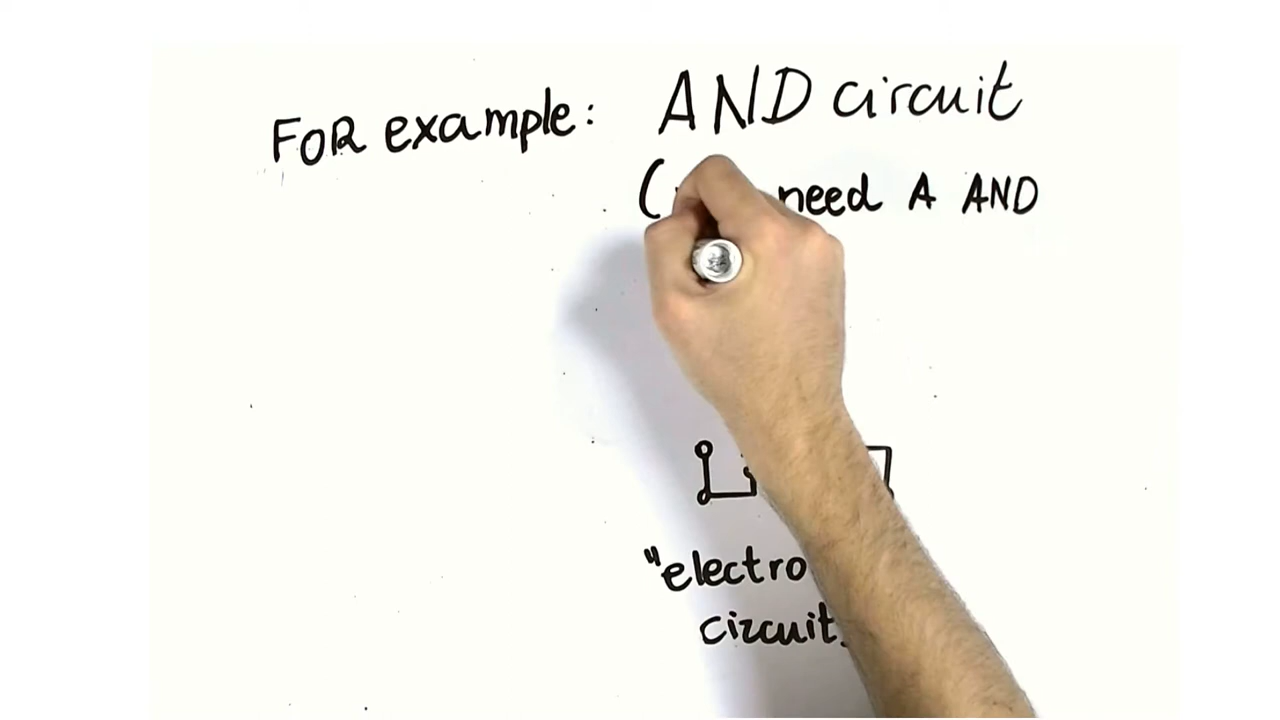 FOR example: AND circuit
( need A AND
"electro
circuit